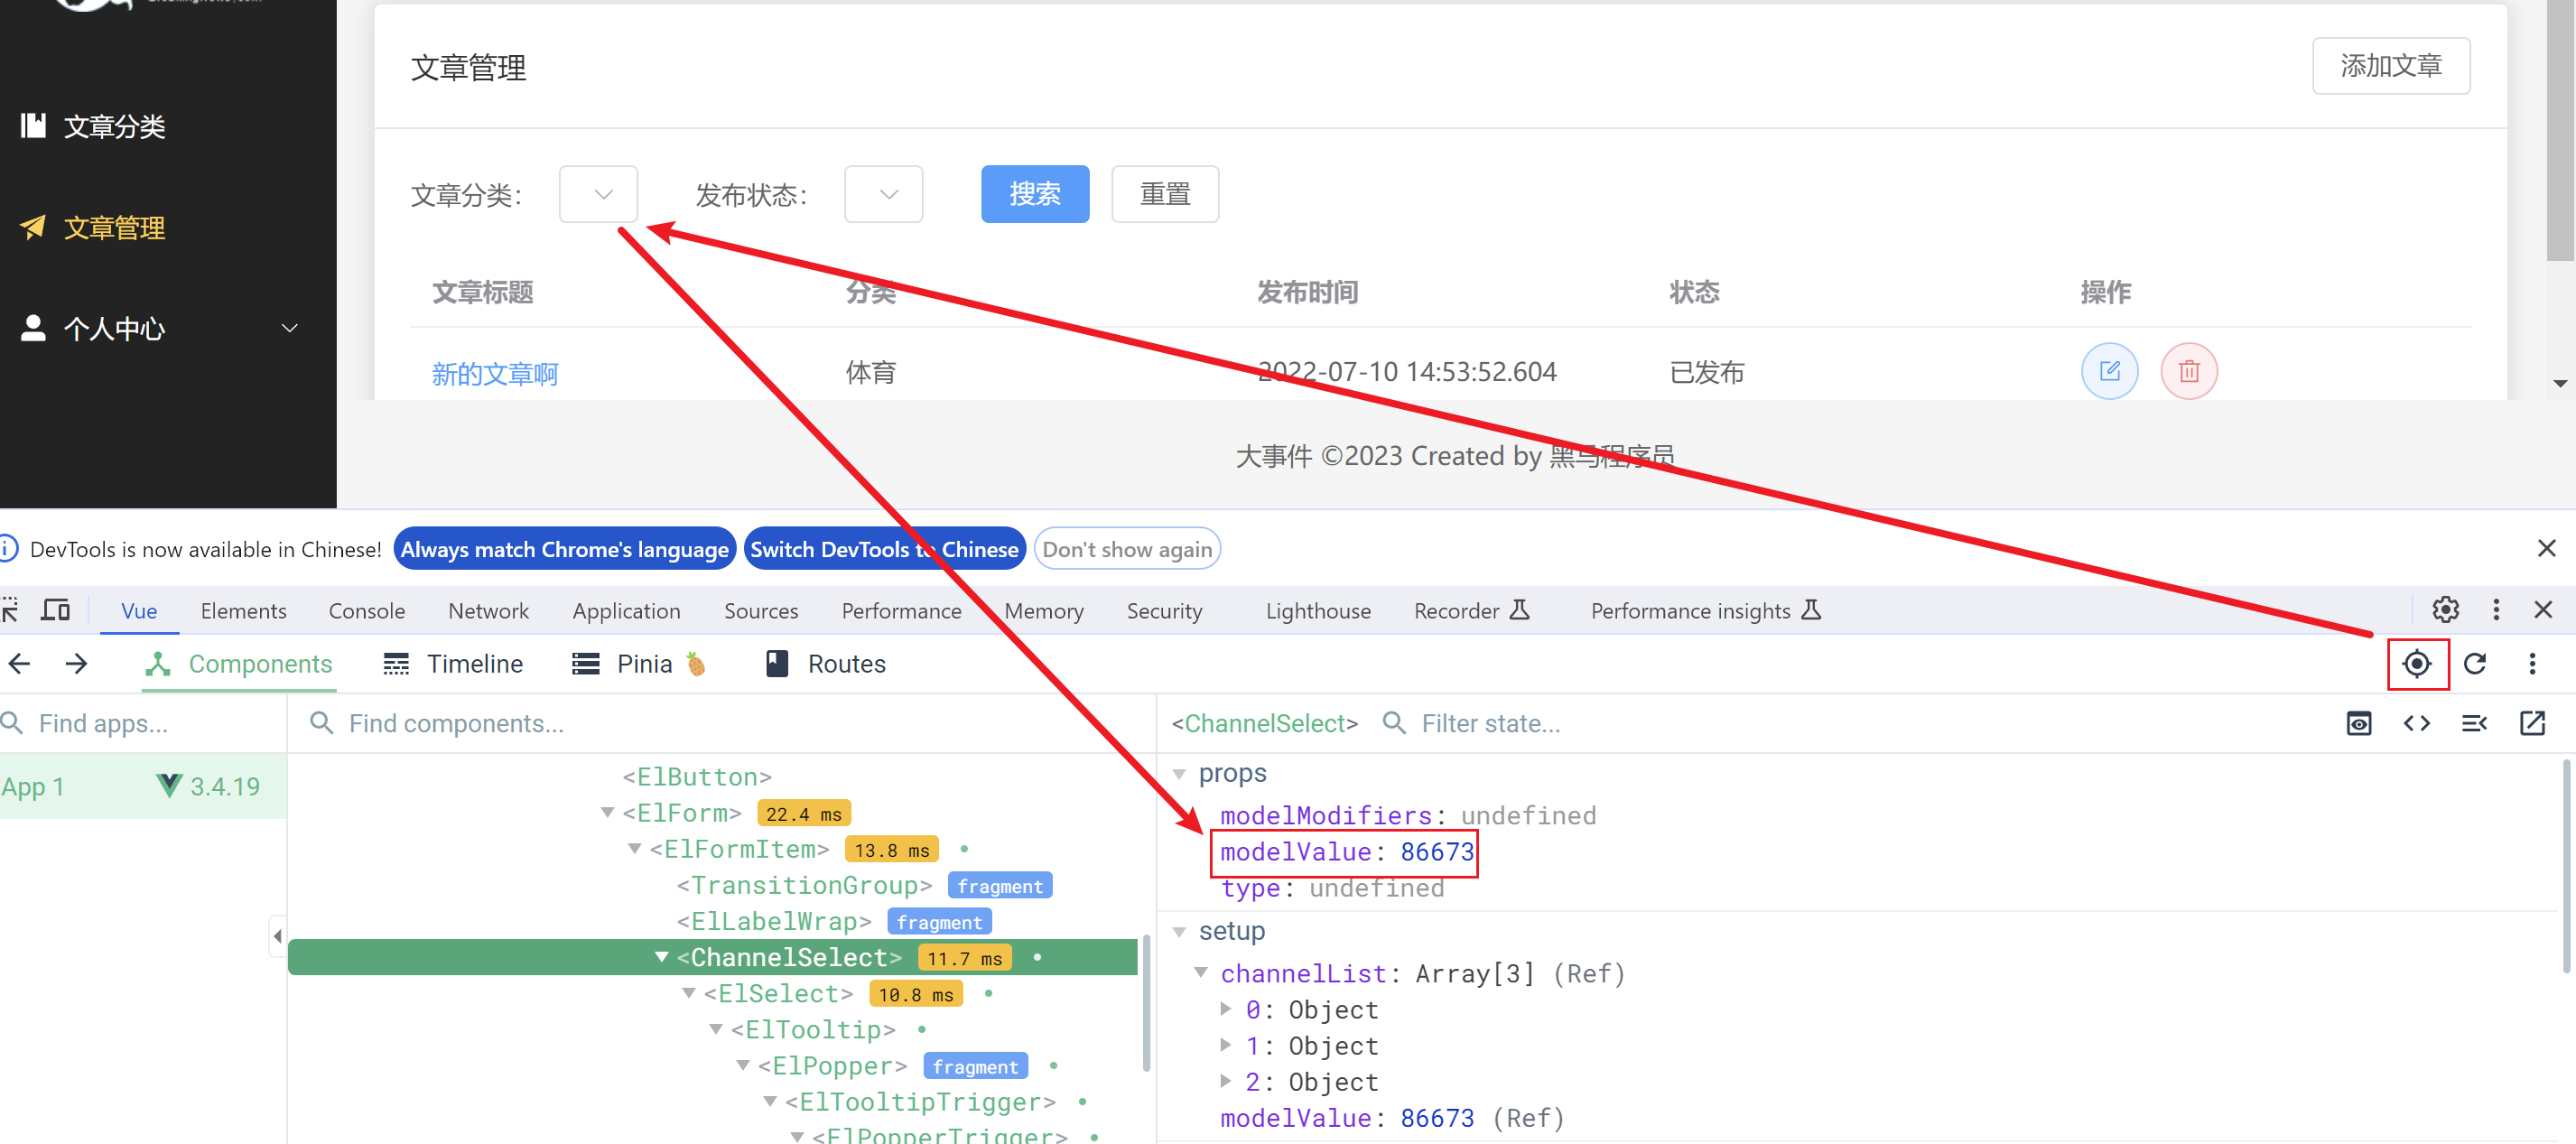 文章管理
添加文章
文章分类
文章管理
个人中心
文章分类：
发布状态：
搜索
重置
文章标题 分类 发布时间 状态 操作
新的文章啊 体育 2022-07-10 14:53:52.604 已发布
大事件 ©2023 Created by 黑马程序员
DevTools is now available in Chinese! Always match Chrome's language Switch DevTools to Chinese Don't show again
Vue Elements Console Network Application Sources Performance Memory Security Lighthouse Recorder Performance insights
Components Timeline Pinia 🍍 Routes
Find apps... Find components... <ChannelSelect> Filter state...
App 1 3.4.19
<ElButton>
<ElForm> 22.4 ms
<ElFormItem> 13.8 ms
<TransitionGroup> fragment
<ElLabelWrap> fragment
<ChannelSelect> 11.7 ms
<ElSelect> 10.8 ms
<ElTooltip>
<ElPopper> fragment
<ElTooltipTrigger>
<ElPopperTrigger>
props
modelModifiers: undefined
modelValue: 86673
type: undefined
setup
channelList: Array[3] (Ref)
0: Object
1: Object
2: Object
modelValue: 86673 (Ref)